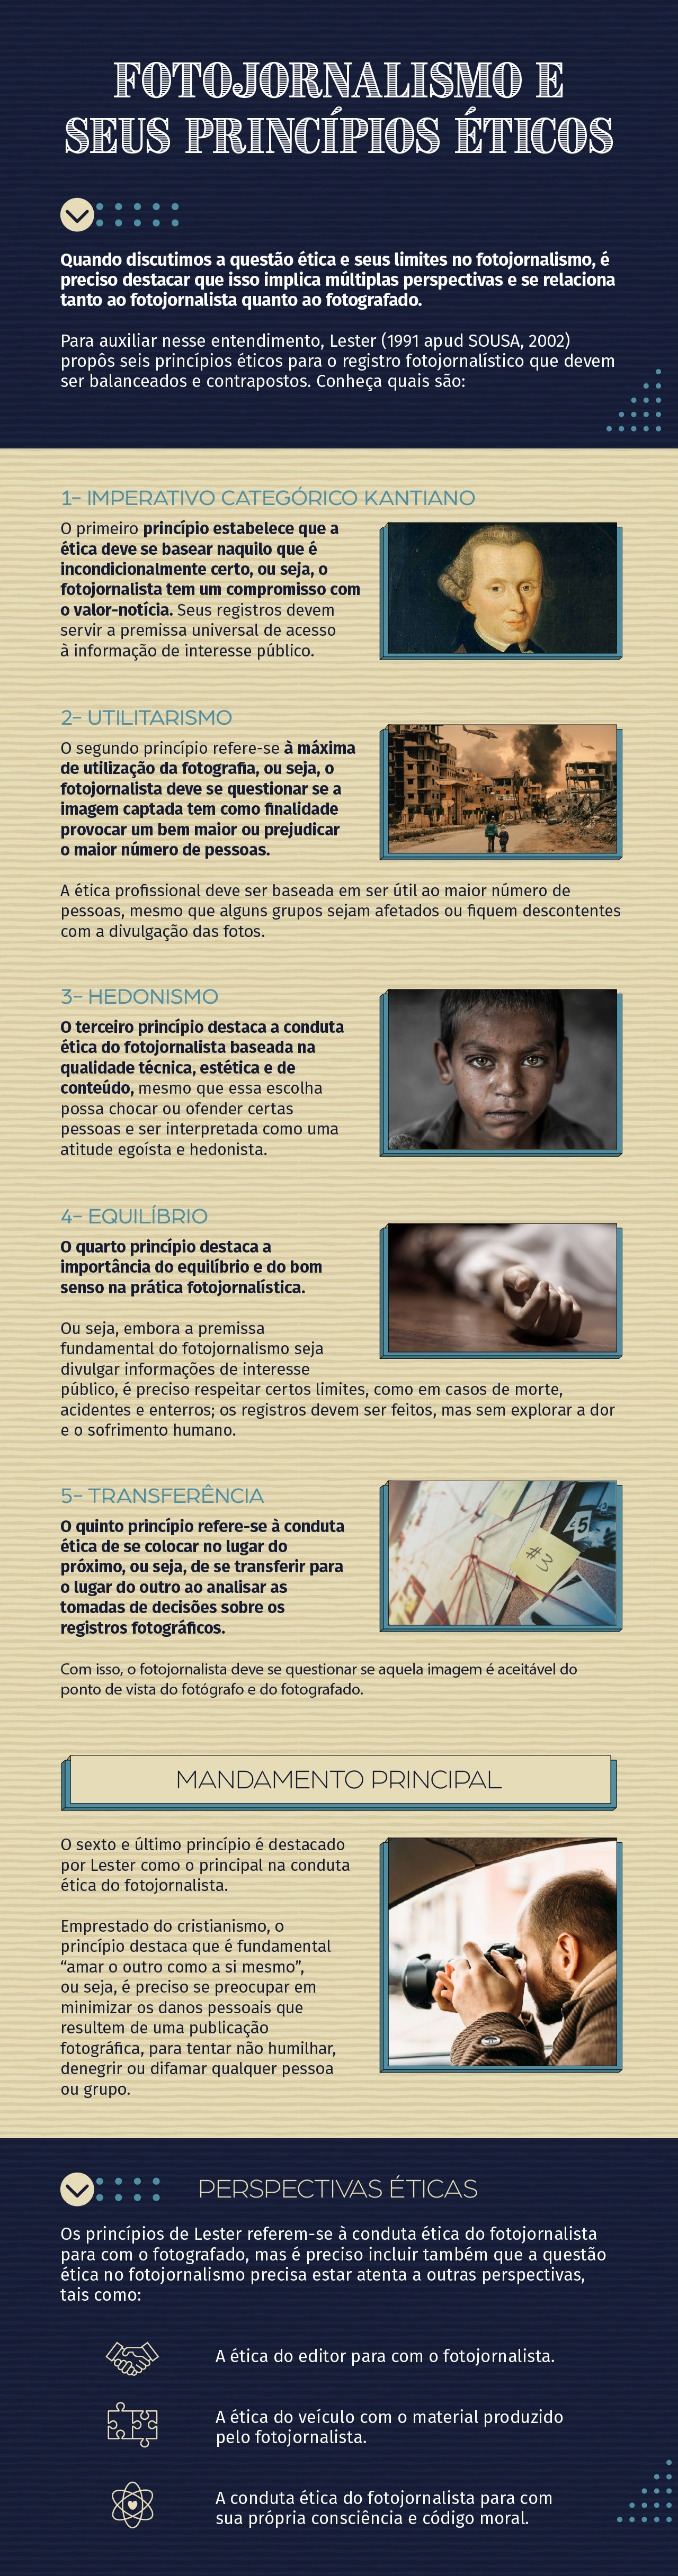 FOTOJORNALISMO E
SEUS PRINCÍPIOS ÉTICOS
Quando discutimos a questão ética e seus limites no fotojornalismo, é
preciso destacar que isso implica múltiplas perspectivas e se relaciona
tanto ao fotojornalista quanto ao fotografado.
Para auxiliar nesse entendimento, Lester (1991 apud SOUSA, 2002)
propôs seis princípios éticos para o registro fotojornalístico que devem
ser balanceados e contrapostos. Conheça quais são:
1- IMPERATIVO CATEGÓRICO KANTIANO
O primeiro princípio estabelece que a
ética deve se basear naquilo que é
incondicionalmente certo, ou seja, o
fotojornalista tem um compromisso com
o valor-notícia. Seus registros devem
servir a premissa universal de acesso
à informação de interesse público.
2- UTILITARISMO
O segundo princípio refere-se à máxima
de utilização da fotografia, ou seja, o
fotojornalista deve se questionar se a
imagem captada tem como finalidade
provocar um bem maior ou prejudicar
o maior número de pessoas.
A ética profissional deve ser baseada em ser útil ao maior número de
pessoas, mesmo que alguns grupos sejam afetados ou fiquem descontentes
com a divulgação das fotos.
3- HEDONISMO
O terceiro princípio destaca a conduta
ética do fotojornalista baseada na
qualidade técnica, estética e de
conteúdo, mesmo que essa escolha
possa chocar ou ofender certas
pessoas e ser interpretada como uma
atitude egoísta e hedonista.
4- EQUILÍBRIO
O quarto princípio destaca a
importância do equilíbrio e do bom
senso na prática fotojornalística.
Ou seja, embora a premissa
fundamental do fotojornalismo seja
divulgar informações de interesse
público, é preciso respeitar certos limites, como em casos de morte,
acidentes e enterros; os registros devem ser feitos, mas sem explorar a dor
e o sofrimento humano.
5- TRANSFERÊNCIA
O quinto princípio refere-se à conduta
ética de se colocar no lugar do
próximo, ou seja, de se transferir para
o lugar do outro ao analisar as
tomadas de decisões sobre os
registros fotográficos.
#3
5
Com isso, o fotojornalista deve se questionar se aquela imagem é aceitável do
ponto de vista do fotógrafo e do fotografado.
MANDAMENTO PRINCIPAL
O sexto e último princípio é destacado
por Lester como o principal na conduta
ética do fotojornalista.
Emprestado do cristianismo, o
princípio destaca que é fundamental
“amar o outro como a si mesmo”,
ou seja, é preciso se preocupar em
minimizar os danos pessoais que
resultem de uma publicação
fotográfica, para tentar não humilhar,
denegrir ou difamar qualquer pessoa
ou grupo.
PERSPECTIVAS ÉTICAS
Os princípios de Lester referem-se à conduta ética do fotojornalista
para com o fotografado, mas é preciso incluir também que a questão
ética no fotojornalismo precisa estar atenta a outras perspectivas,
tais como:
A ética do editor para com o fotojornalista.
A ética do veículo com o material produzido
pelo fotojornalista.
A conduta ética do fotojornalista para com
sua própria consciência e código moral.